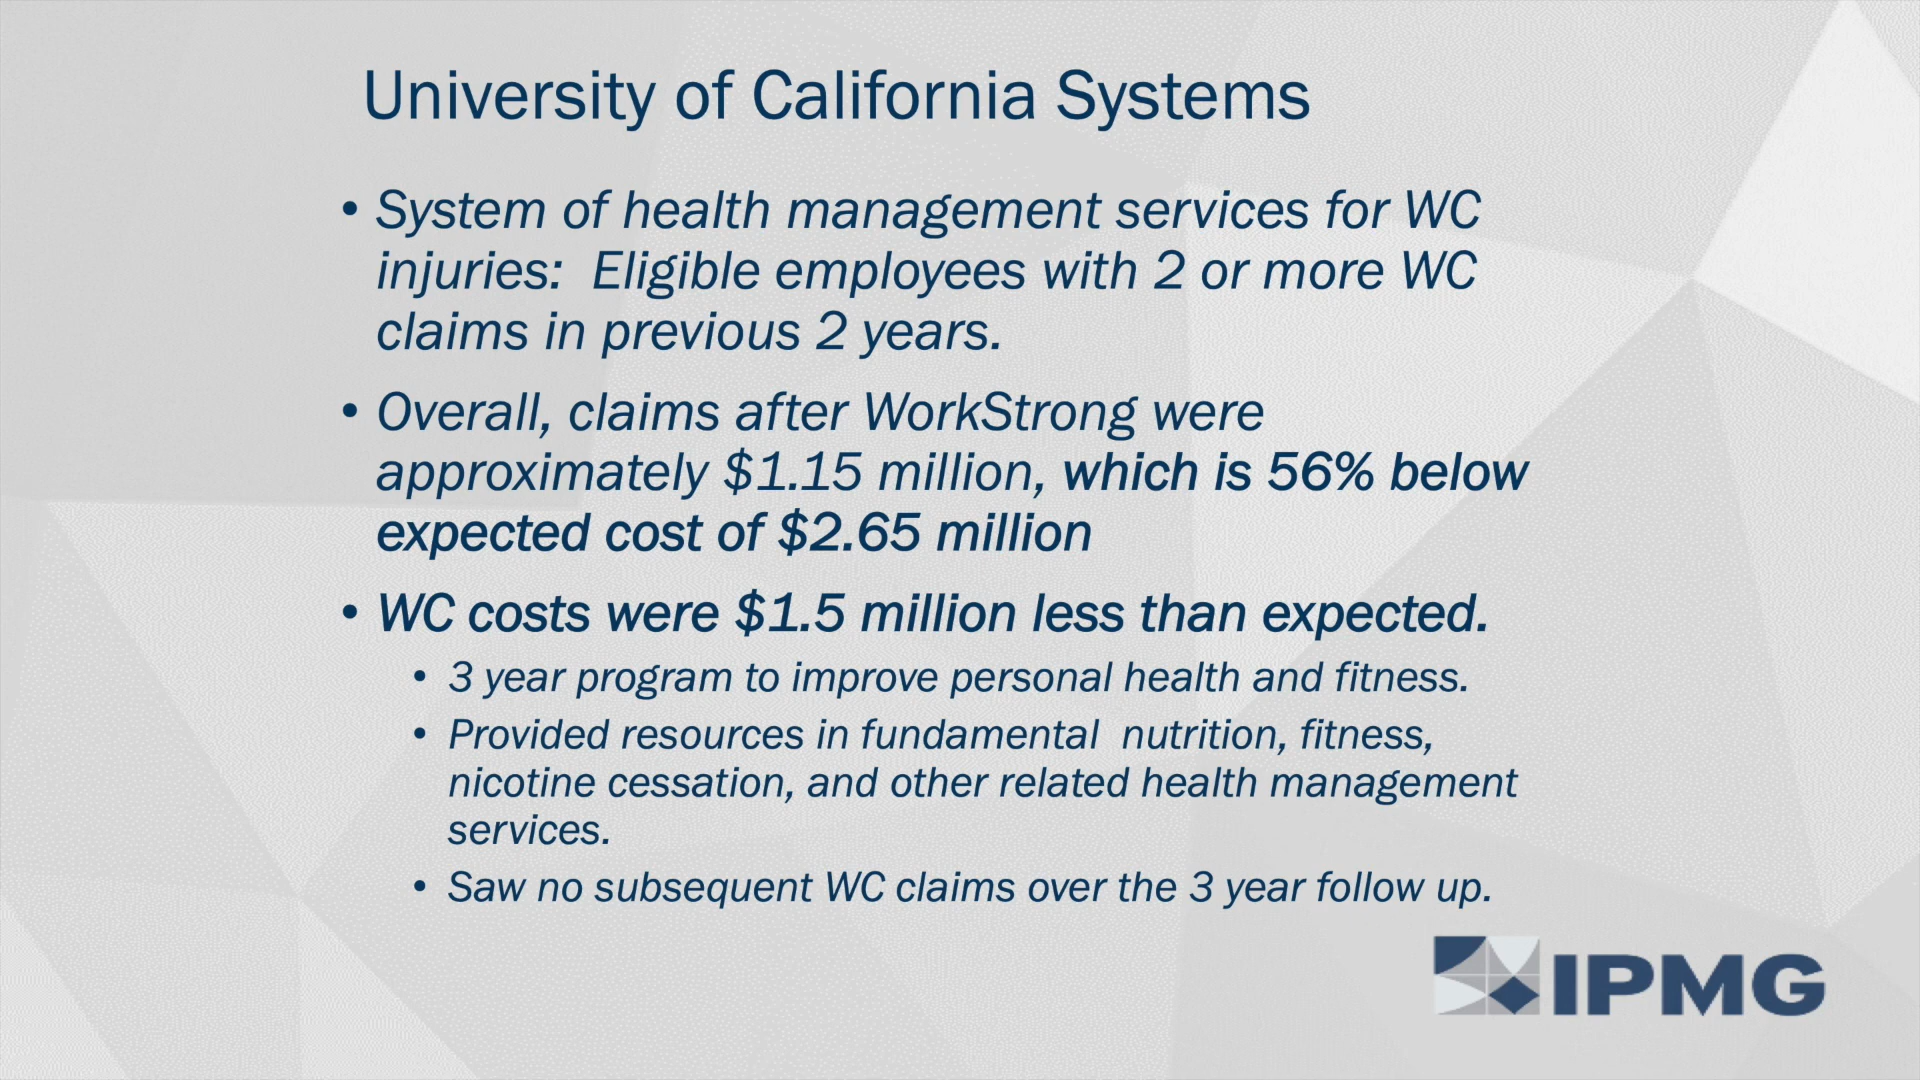 University of California Systems
• System of health management services for WC
injuries:  Eligible employees with 2 or more WC
claims in previous 2 years.
• Overall, claims after WorkStrong were
approximately $1.15 million, which is 56% below
expected cost of $2.65 million
• WC costs were $1.5 million less than expected.
• 3 year program to improve personal health and fitness.
• Provided resources in fundamental  nutrition, fitness,
nicotine cessation, and other related health management
services.
• Saw no subsequent WC claims over the 3 year follow up.
IPMG